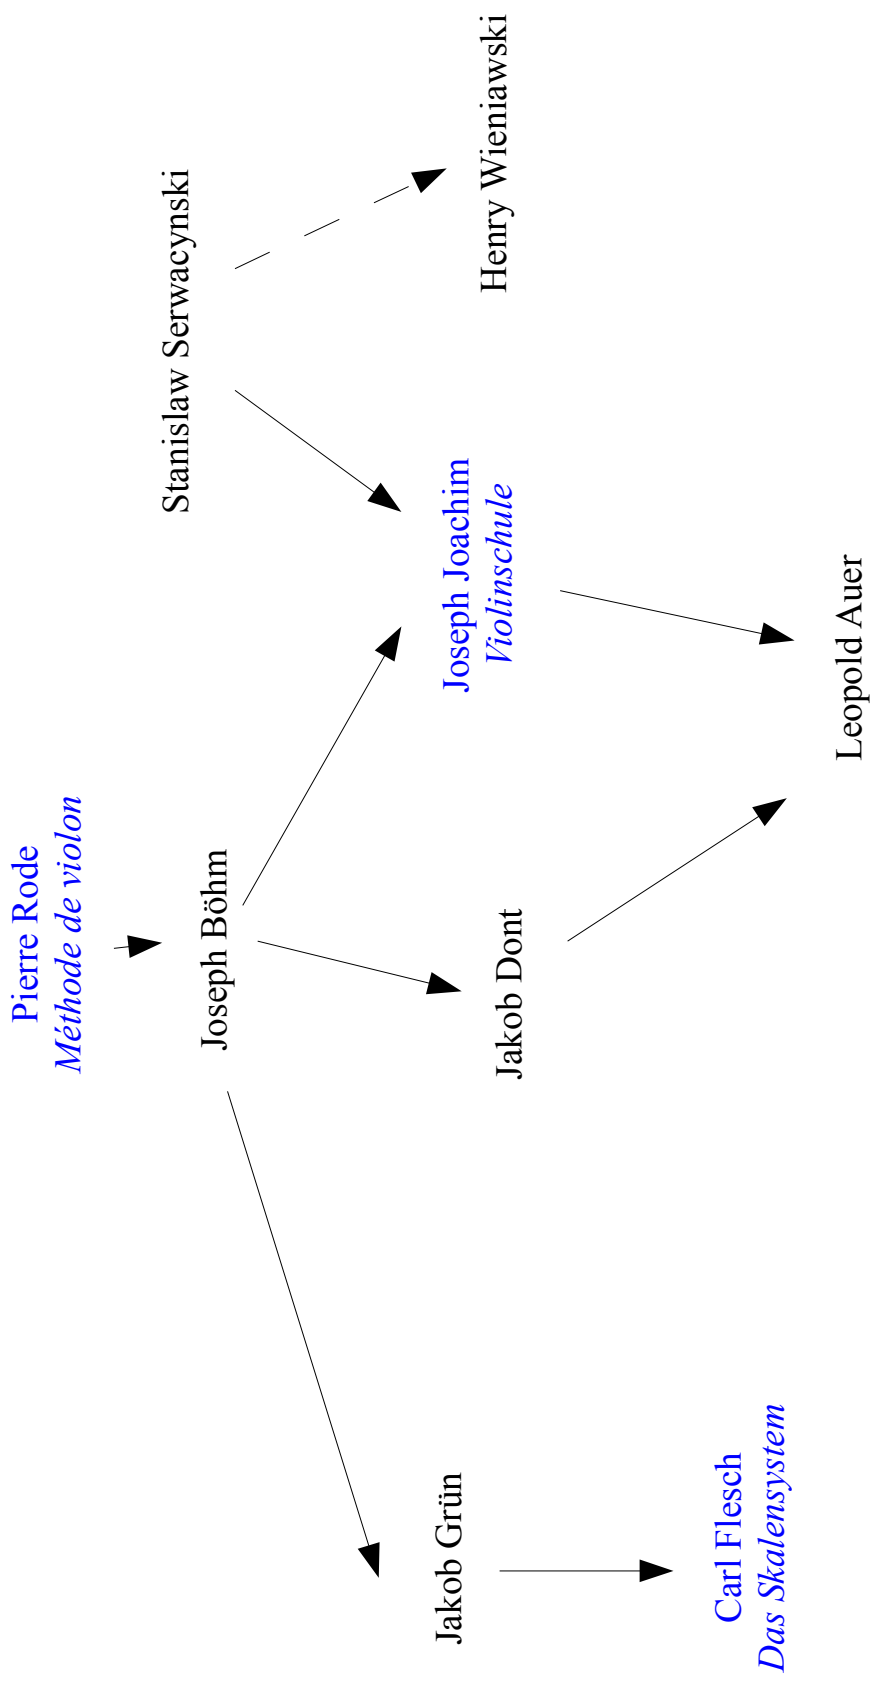 Pierre Rode
Méthode de violon
Joseph Böhm
Stanislaw Serwacynski
Jakob Grün
Jakob Dont
Joseph Joachim
Violinschule
Henry Wieniawski
Carl Flesch
Das Skalensystem
Leopold Auer